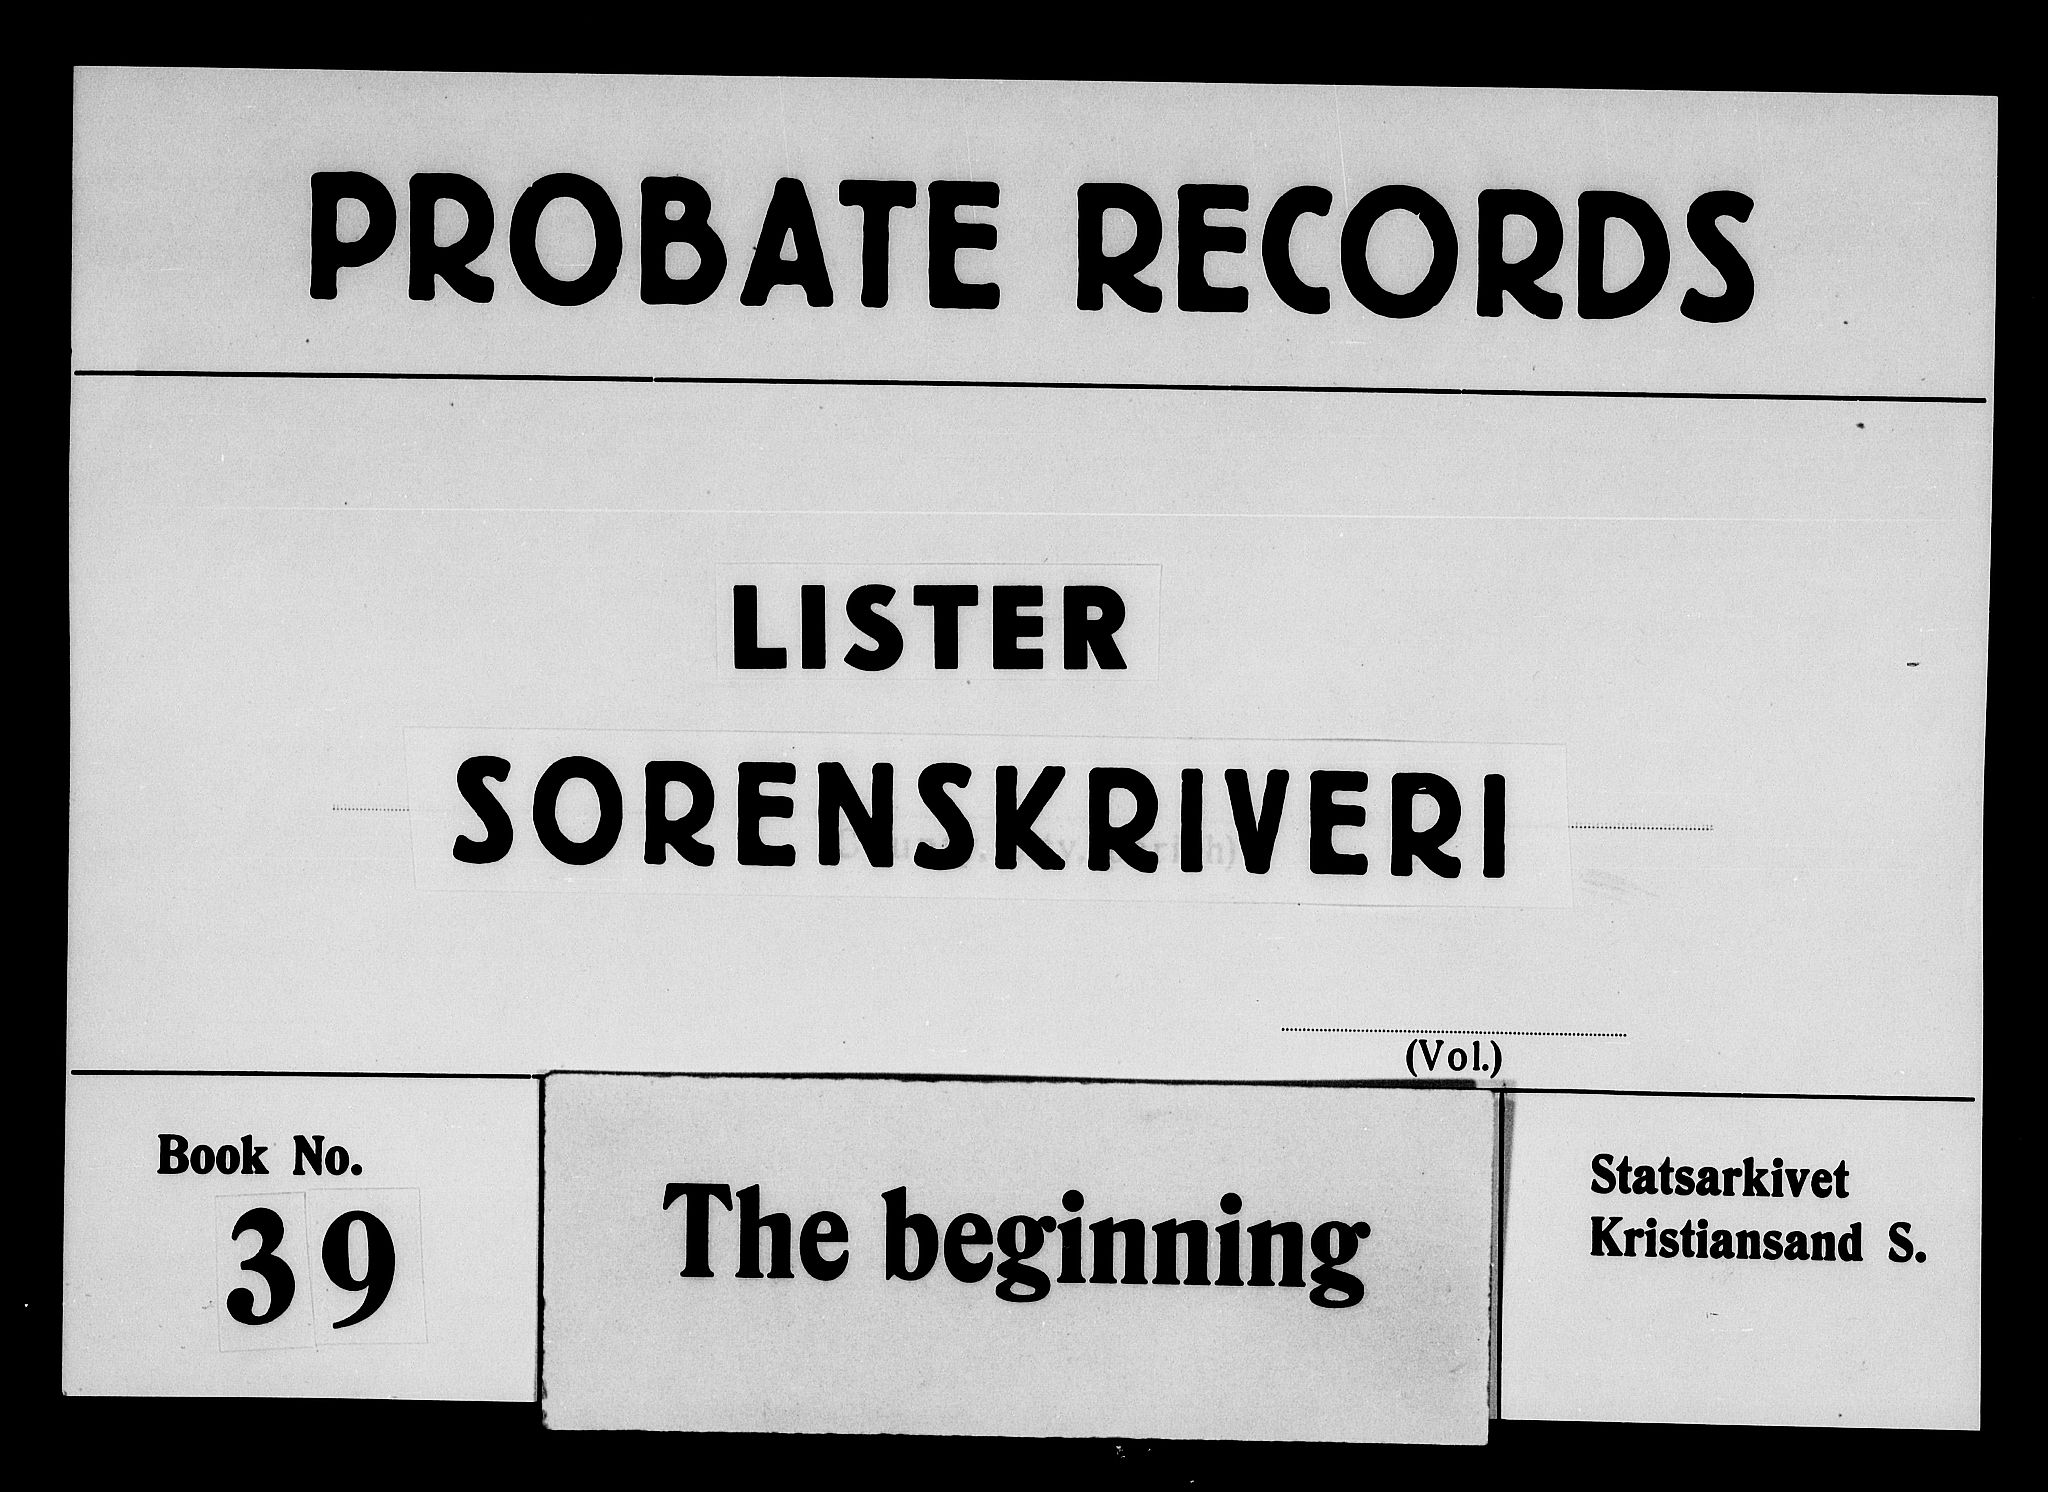 PROBATE RECORDS
LISTER
SORENSKRIVERI
(Vol.)
Book No.
39
The beginning
Statsarkivet
Kristiansand S.